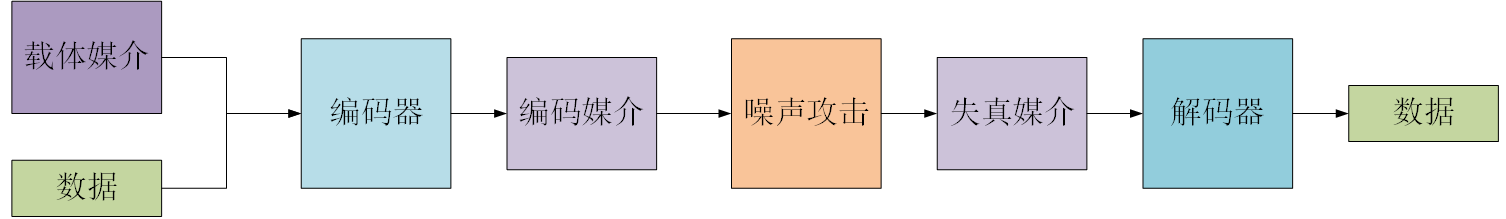 载体媒介
数据
编码器
编码媒介
噪声攻击
失真媒介
解码器
数据